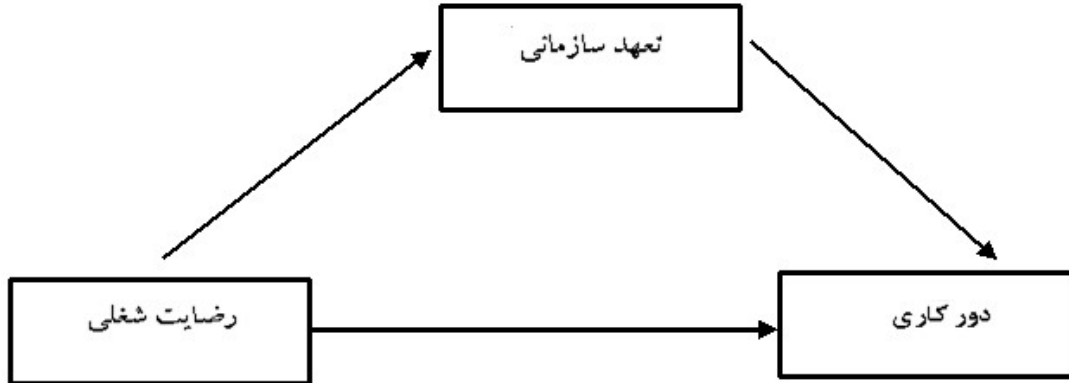 تعهد سازمانی
رضایت شغلی
دور کاری